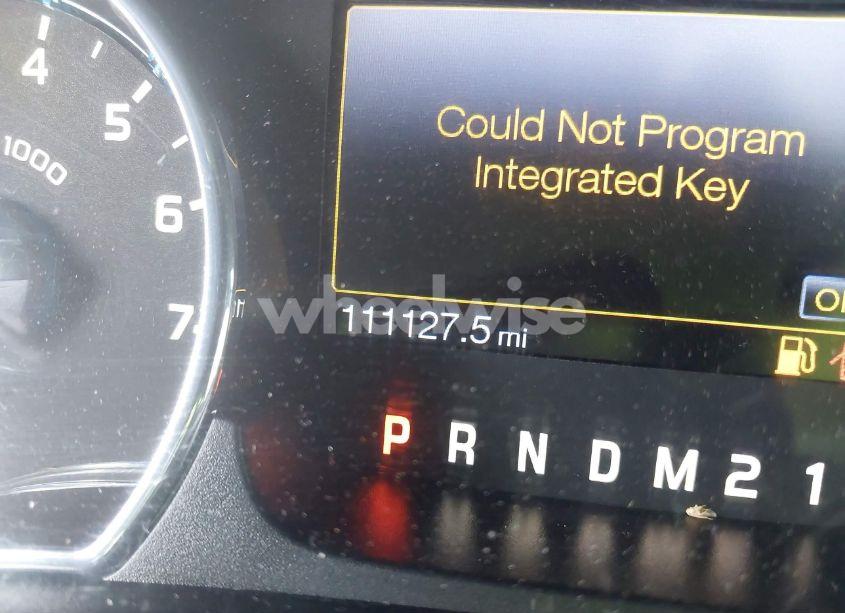 4
5
1000
6
7
Could Not Program
Integrated Key
111127.5 mi
wheelwise
P R N D M 2 1